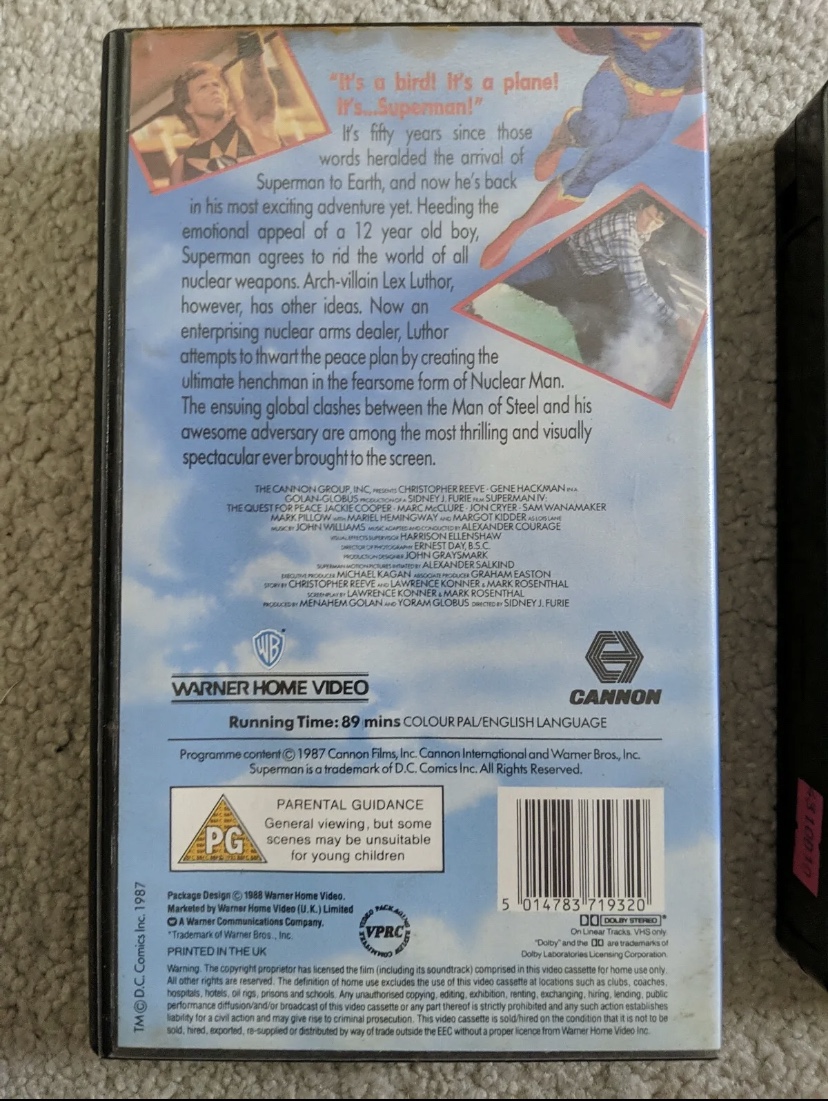 "It's a bird! It's a plane!
It's...Superman!"
It's fifty years since those
words heralded the arrival of
Superman to Earth, and now he's back
in his most exciting adventure yet. Heeding the
emotional appeal of a 12 year old boy,
Superman agrees to rid the world of all
nuclear weapons. Arch-villain Lex Luthor,
however, has other ideas. Now an
enterprising nuclear arms dealer, Luthor
attempts to thwart the peace plan by creating the
ultimate henchman in the fearsome form of Nuclear Man.
The ensuing global clashes between the Man of Steel and his
awesome adversary are among the most thrilling and visually
spectacular ever brought to the screen.
THE CANNON GROUP, INC. PRESENTS CHRISTOPHER REEVE · GENE HACKMAN IN A
GOLAN-GLOBUS PRODUCTION OF A SIDNEY J. FURIE FILM SUPERMAN IV:
THE QUEST FOR PEACE JACKIE COOPER · MARC McCLURE · JON CRYER · SAM WANAMAKER
MARK PILLOW WITH MARIEL HEMINGWAY AND MARGOT KIDDER AS LOIS LANE
MUSIC BY JOHN WILLIAMS MUSIC ADAPTED AND CONDUCTED BY ALEXANDER COURAGE
VISUAL EFFECTS SUPERVISOR HARRISON ELLENSHAW
DIRECTOR OF PHOTOGRAPHY ERNEST DAY, B.S.C.
PRODUCTION DESIGNER JOHN GRAYSMARK
SUPERMAN MOTION PICTURES INITIATED BY ALEXANDER SALKIND
EXECUTIVE PRODUCER MICHAEL KAGAN ASSOCIATE PRODUCER GRAHAM EASTON
STORY BY CHRISTOPHER REEVE AND LAWRENCE KONNER & MARK ROSENTHAL
SCREENPLAY BY LAWRENCE KONNER & MARK ROSENTHAL
PRODUCED BY MENAHEM GOLAN AND YORAM GLOBUS DIRECTED BY SIDNEY J. FURIE
WB
WARNER HOME VIDEO
CANNON
Running Time: 89 mins COLOUR PAL/ENGLISH LANGUAGE
Programme content © 1987 Cannon Films, Inc. Cannon International and Warner Bros., Inc.
Superman is a trademark of D.C. Comics Inc. All Rights Reserved.
PG
PARENTAL GUIDANCE
General viewing, but some
scenes may be unsuitable
for young children
5 014783 719320
Package Design © 1988 Warner Home Video.
Marketed by Warner Home Video (U.K.) Limited
A Warner Communications Company.
*Trademark of Warner Bros., Inc.
PRINTED IN THE UK
VPRC
DOLBY STEREO
On Linear Tracks. VHS only
"Dolby" and the are trademarks of
Dolby Laboratories Licensing Corporation.
TM © D.C. Comics Inc. 1987
Warning. The copyright proprietor has licensed the film (including its soundtrack) comprised in this video cassette for home use only.
All other rights are reserved. The definition of home use excludes the use of this video cassette at locations such as clubs, coaches,
hospitals, hotels, oil rigs, prisons and schools. Any unauthorised copying, editing, exhibition, renting, exchanging, hiring, lending, public
performance diffusion/and/or broadcast of this video cassette or any part thereof is strictly prohibited and any such action establishes
liability for a civil action and may give rise to criminal prosecution. This video cassette is sold/hired on the condition that it is not to be
sold, hired, exported, re-supplied or distributed by way of trade outside the EEC without a proper licence from Warner Home Video Inc.